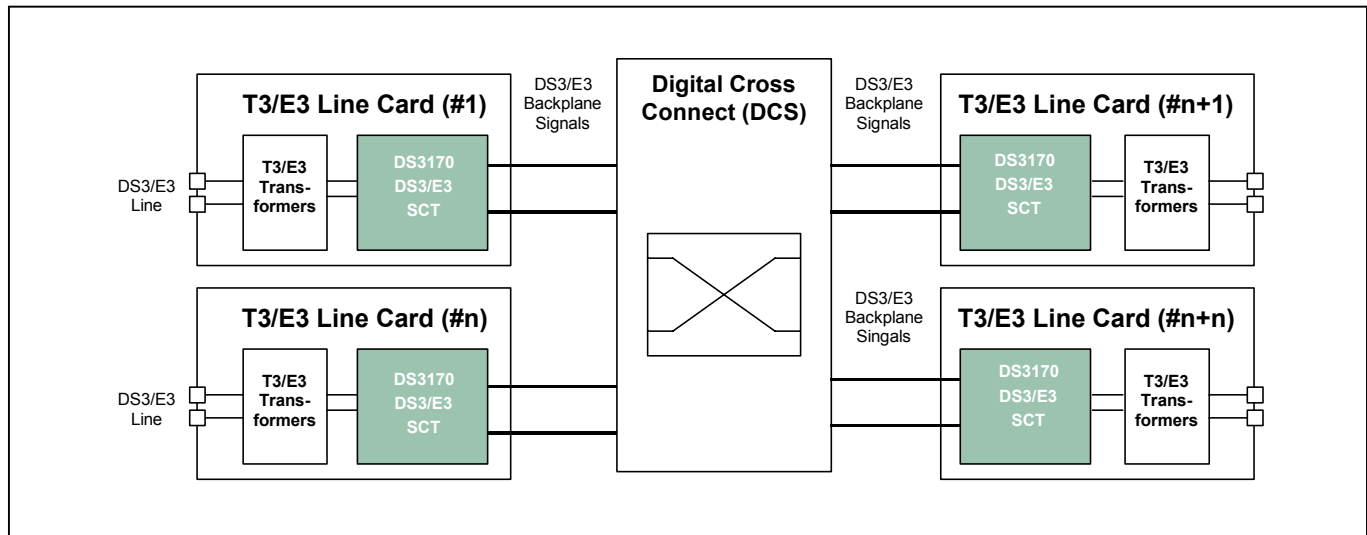 T3/E3 Line Card (#1)
T3/E3
Trans-
formers
DS3170
DS3/E3
SCT
DS3/E3
Line
DS3/E3
Backplane
Signals
Digital Cross
Connect (DCS)
DS3/E3
Backplane
Signals
T3/E3 Line Card (#n+1)
DS3170
DS3/E3
SCT
T3/E3
Trans-
formers
T3/E3 Line Card (#n)
T3/E3
Trans-
formers
DS3170
DS3/E3
SCT
DS3/E3
Line
DS3/E3
Backplane
Singals
T3/E3 Line Card (#n+n)
DS3170
DS3/E3
SCT
T3/E3
Trans-
formers